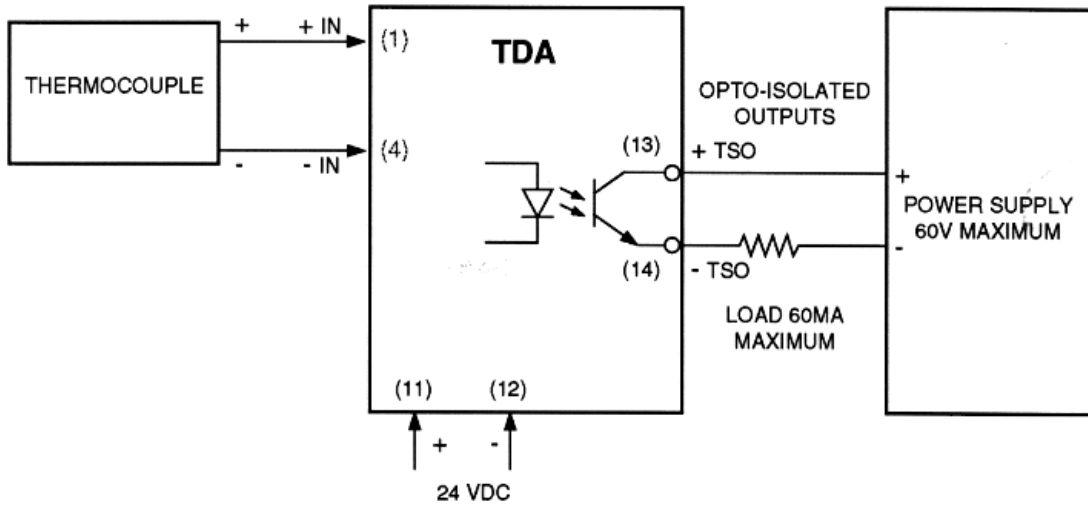 THERMOCOUPLE
+ + IN
- - IN
(1)
(4)
TDA
(13)
(14)
(11) (12)
+ -
24 VDC
OPTO-ISOLATED
OUTPUTS
+ TSO
- TSO
LOAD 60MA
MAXIMUM
+
-
POWER SUPPLY
60V MAXIMUM